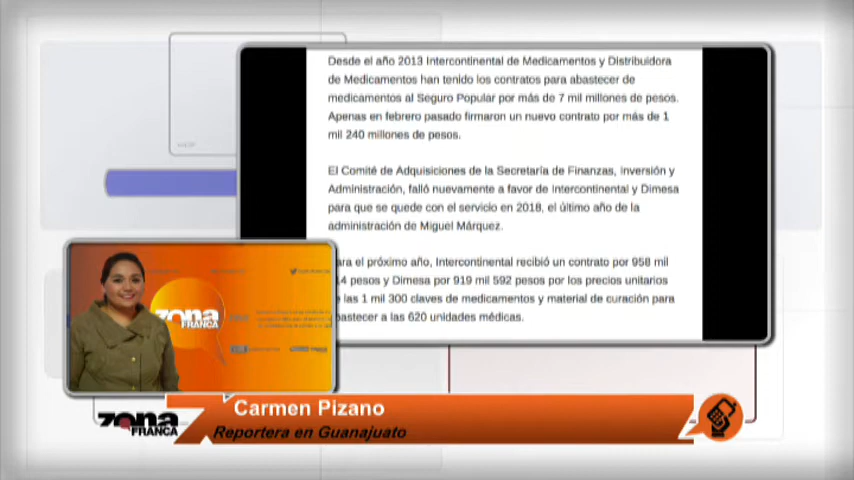 Desde el año 2013 Intercontinental de Medicamentos y Distribuidora
de Medicamentos han tenido los contratos para abastecer de
medicamentos al Seguro Popular por más de 7 mil millones de pesos.
Apenas en febrero pasado firmaron un nuevo contrato por más de 1
mil 240 millones de pesos.
El Comité de Adquisiciones de la Secretaría de Finanzas, Inversión y
Administración, falló nuevamente a favor de Intercontinental y Dimesa
para que se quede con el servicio en 2018, el último año de la
administración de Miguel Márquez.
ara el próximo año, Intercontinental recibió un contrato por 958 mil
4 pesos y Dimesa por 919 mil 592 pesos por los precios unitarios
las 1 mil 300 claves de medicamentos y material de curación para
bastecer a las 620 unidades médicas.
zona
FRANCA
Carmen Pizano
Reportera en Guanajuato
zona
FRANCA